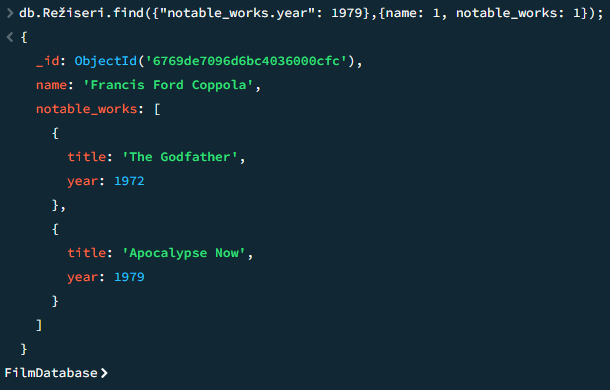 > db.Režiseri.find({"notable_works.year": 1979},{name: 1, notable_works: 1});
< {
_id: ObjectId('6769de7096d6bc4036000cfc'),
name: 'Francis Ford Coppola',
notable_works: [
{
title: 'The Godfather',
year: 1972
},
{
title: 'Apocalypse Now',
year: 1979
}
]
}
FilmDatabase>